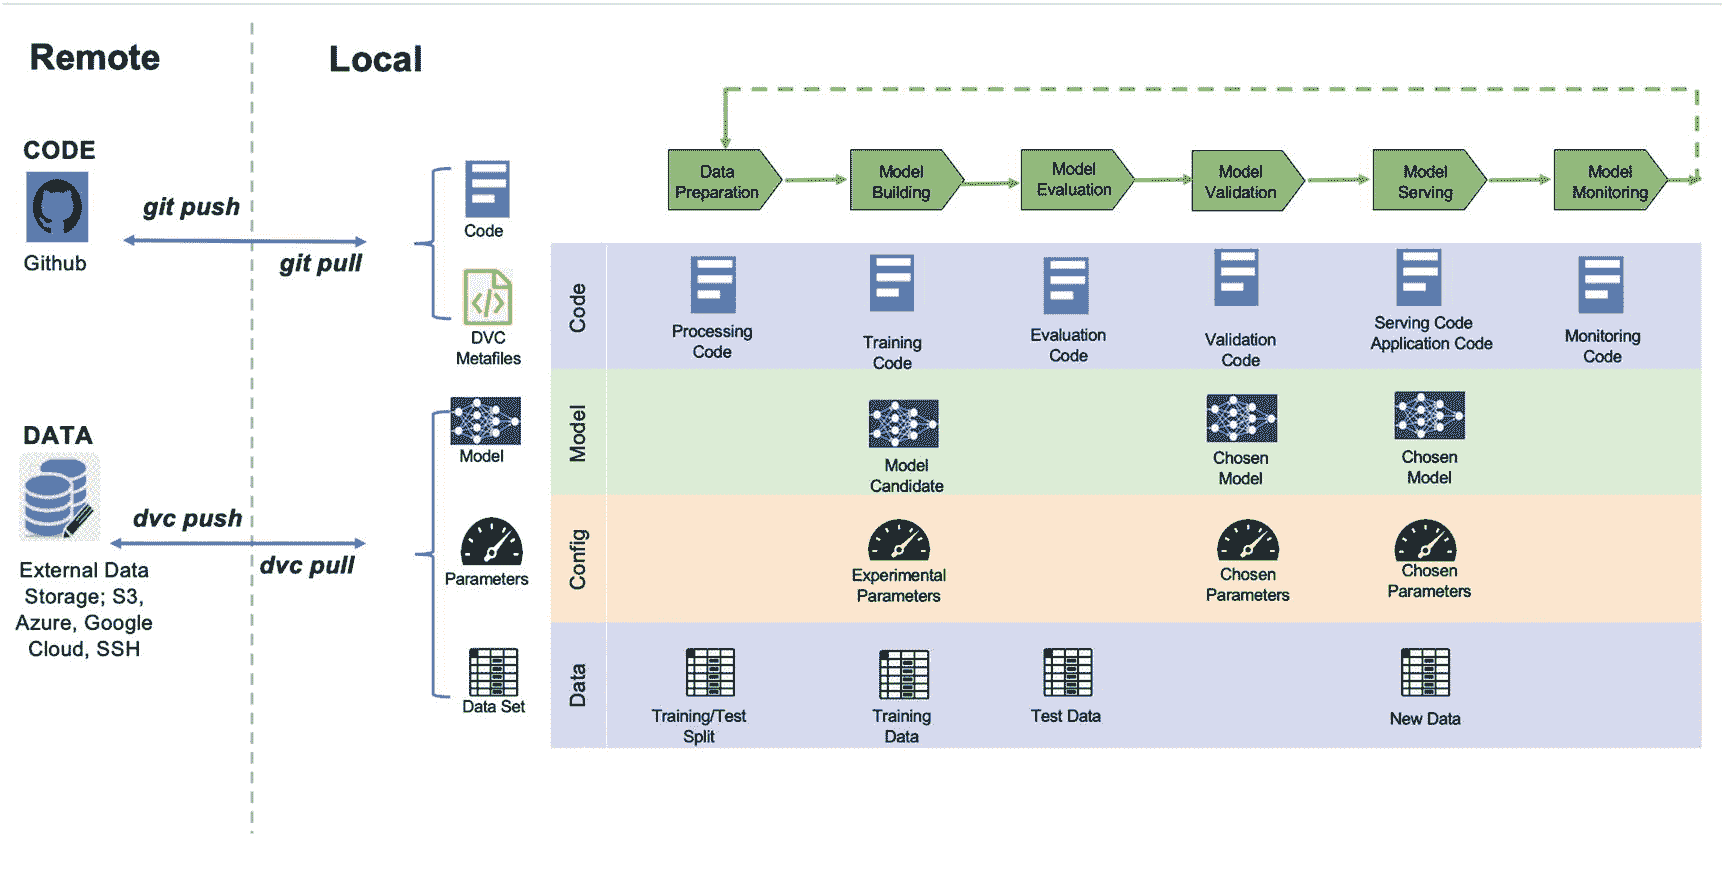 Remote
Local
CODE
Github
git push
git pull
Code
DVC
Metafiles
DATA
External Data
Storage; S3,
Azure, Google
Cloud, SSH
dvc push
dvc pull
Model
Parameters
Data Set
Data
Preparation
Model
Building
Model
Evaluation
Model
Validation
Model
Serving
Model
Monitoring
Code
Processing
Code
Training
Code
Evaluation
Code
Validation
Code
Serving Code
Application Code
Monitoring
Code
Model
Model
Candidate
Chosen
Model
Chosen
Model
Config
Experimental
Parameters
Chosen
Parameters
Chosen
Parameters
Data
Training/Test
Split
Training
Data
Test Data
New Data